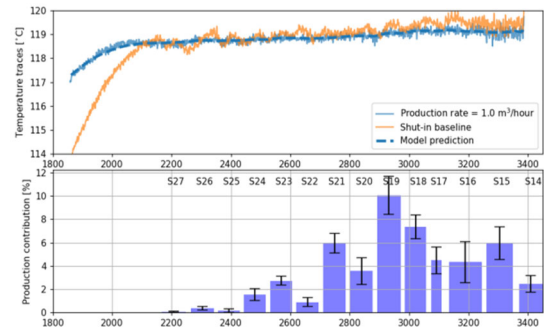 120
119
118
117
116
115
114
Temperature traces [°C]
Production rate = 1.0 m³/hour
Shut-in baseline
Model prediction
1800 2000 2200 2400 2600 2800 3000 3200 3400
12
10
8
6
4
2
0
Production contribution [%]
S27 S26 S25 S24 S23 S22 S21 S20 S19 S18 S17 S16 S15 S14
1800 2000 2200 2400 2600 2800 3000 3200 3400